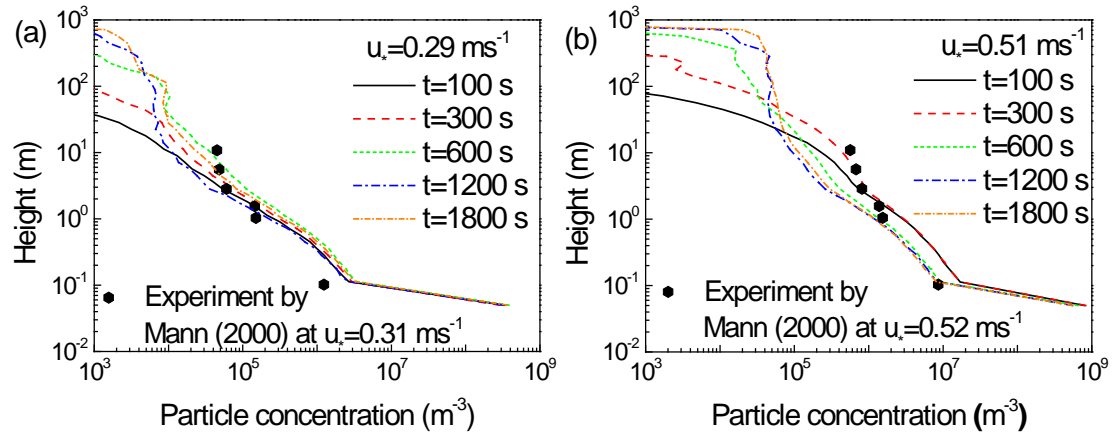 (a)
u*=0.29 ms-1
t=100 s
t=300 s
t=600 s
t=1200 s
t=1800 s
Experiment by
Mann (2000) at u*=0.31 ms-1
Height (m)
10^3
10^2
10^1
10^0
10^-1
10^-2
10^3
10^5
10^7
10^9
Particle concentration (m-3)
(b)
u*=0.51 ms-1
t=100 s
t=300 s
t=600 s
t=1200 s
t=1800 s
Experiment by
Mann (2000) at u*=0.52 ms-1
Height (m)
10^3
10^2
10^1
10^0
10^-1
10^-2
10^3
10^5
10^7
10^9
Particle concentration (m-3)